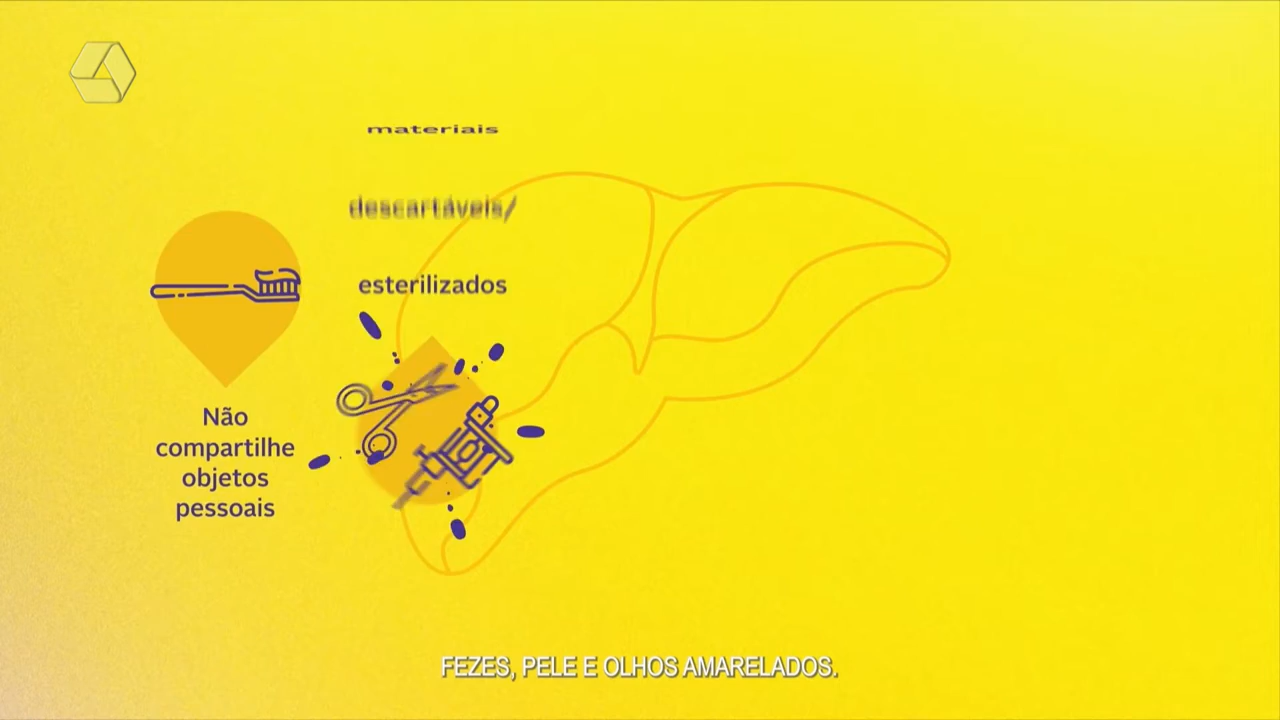 materiais
descartáveis/
esterilizados
Não
compartilhe
objetos
pessoais
FEZES, PELE E OLHOS AMARELADOS.